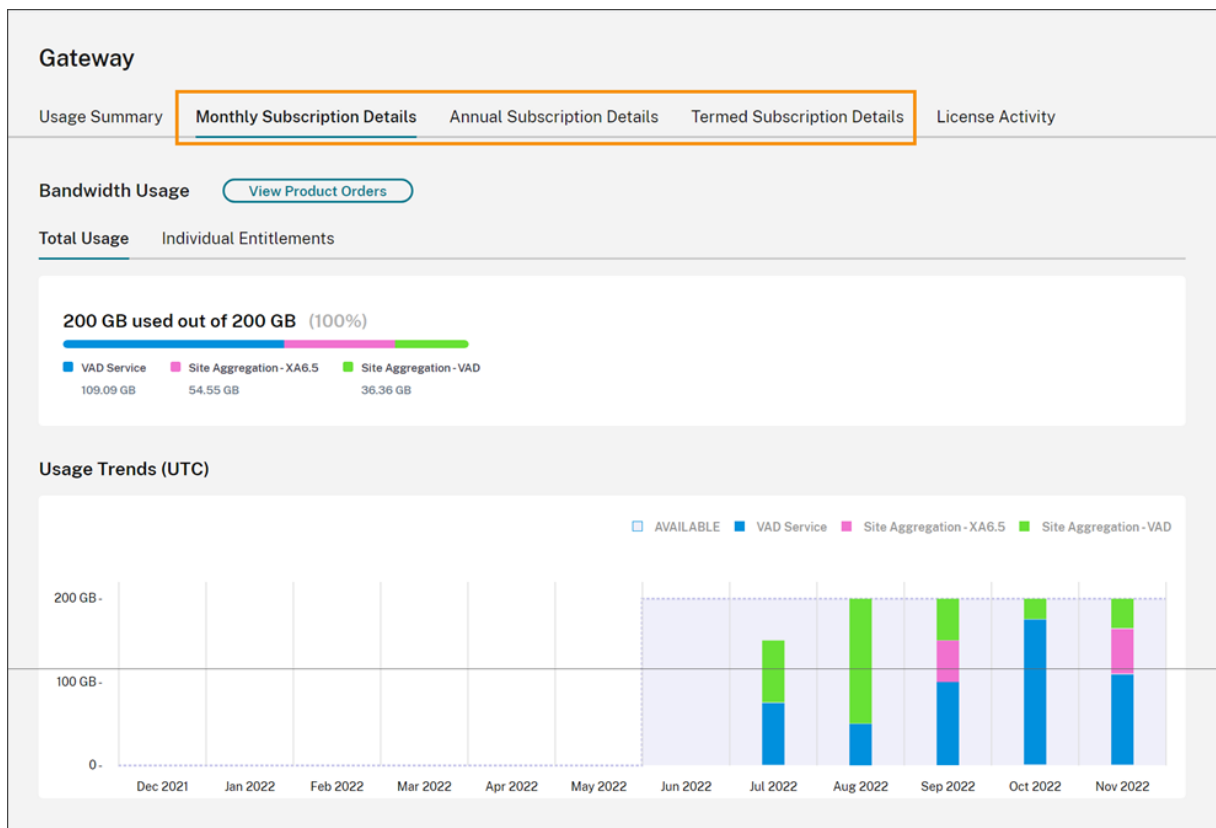 Gateway
Usage Summary Monthly Subscription Details Annual Subscription Details Termed Subscription Details License Activity
Bandwidth Usage View Product Orders
Total Usage Individual Entitlements
200 GB used out of 200 GB (100%)
VAD Service Site Aggregation - XA6.5 Site Aggregation - VAD
109.09 GB 54.55 GB 36.36 GB
Usage Trends (UTC)
AVAILABLE VAD Service Site Aggregation - XA6.5 Site Aggregation - VAD
200 GB
100 GB
0
Dec 2021 Jan 2022 Feb 2022 Mar 2022 Apr 2022 May 2022 Jun 2022 Jul 2022 Aug 2022 Sep 2022 Oct 2022 Nov 2022